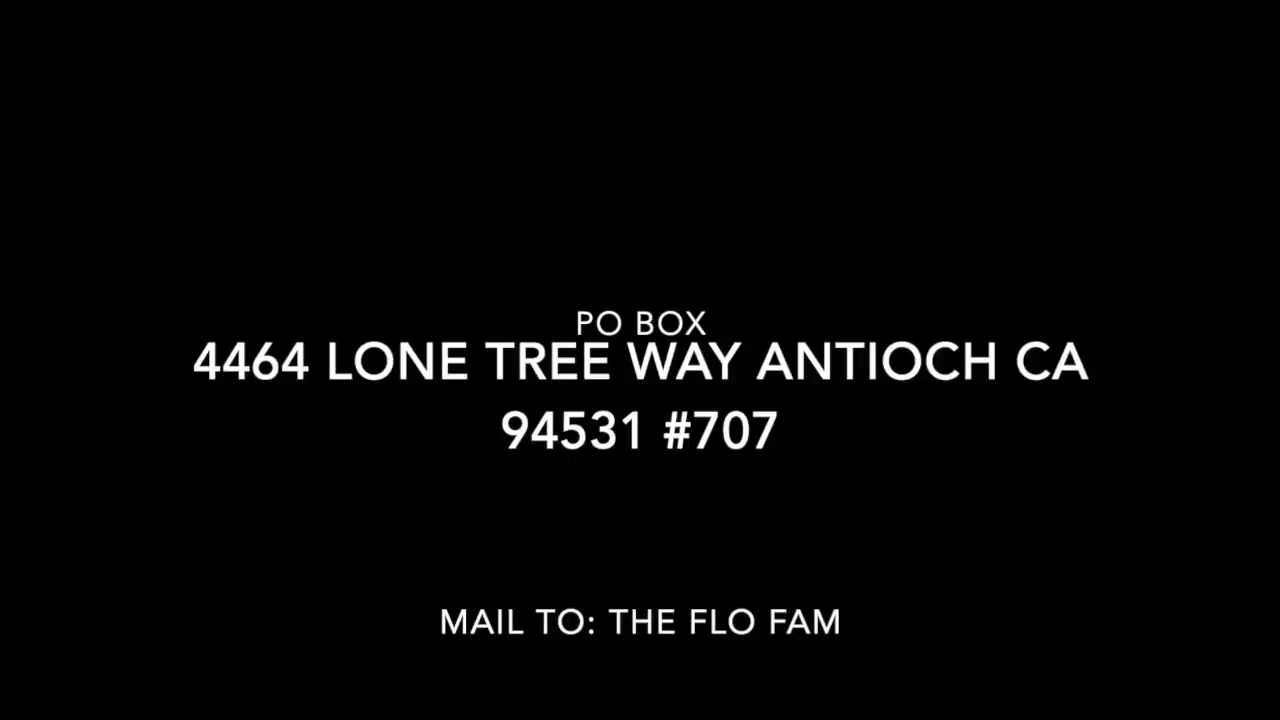 PO BOX
4464 LONE TREE WAY ANTIOCH CA
94531 #707
MAIL TO: THE FLO FAM